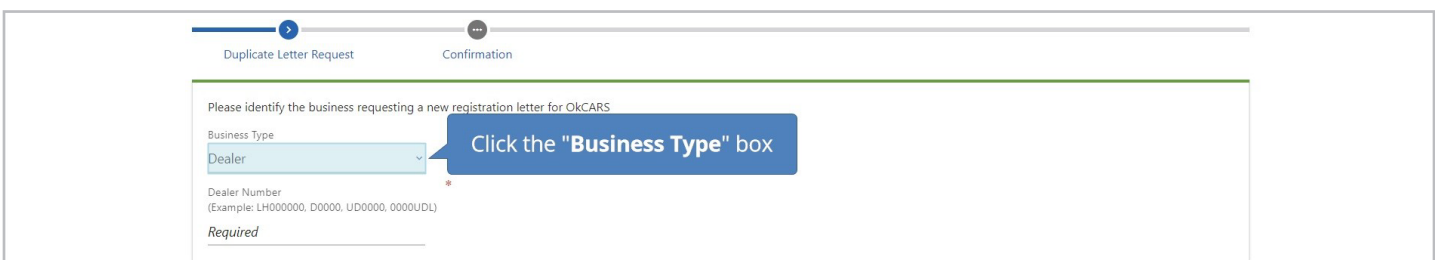 Duplicate Letter Request
Confirmation
Please identify the business requesting a new registration letter for OkCARS
Business Type
Dealer
Click the "Business Type" box
*
Dealer Number
(Example: LH000000, D0000, UD0000, 0000UDL)
Required